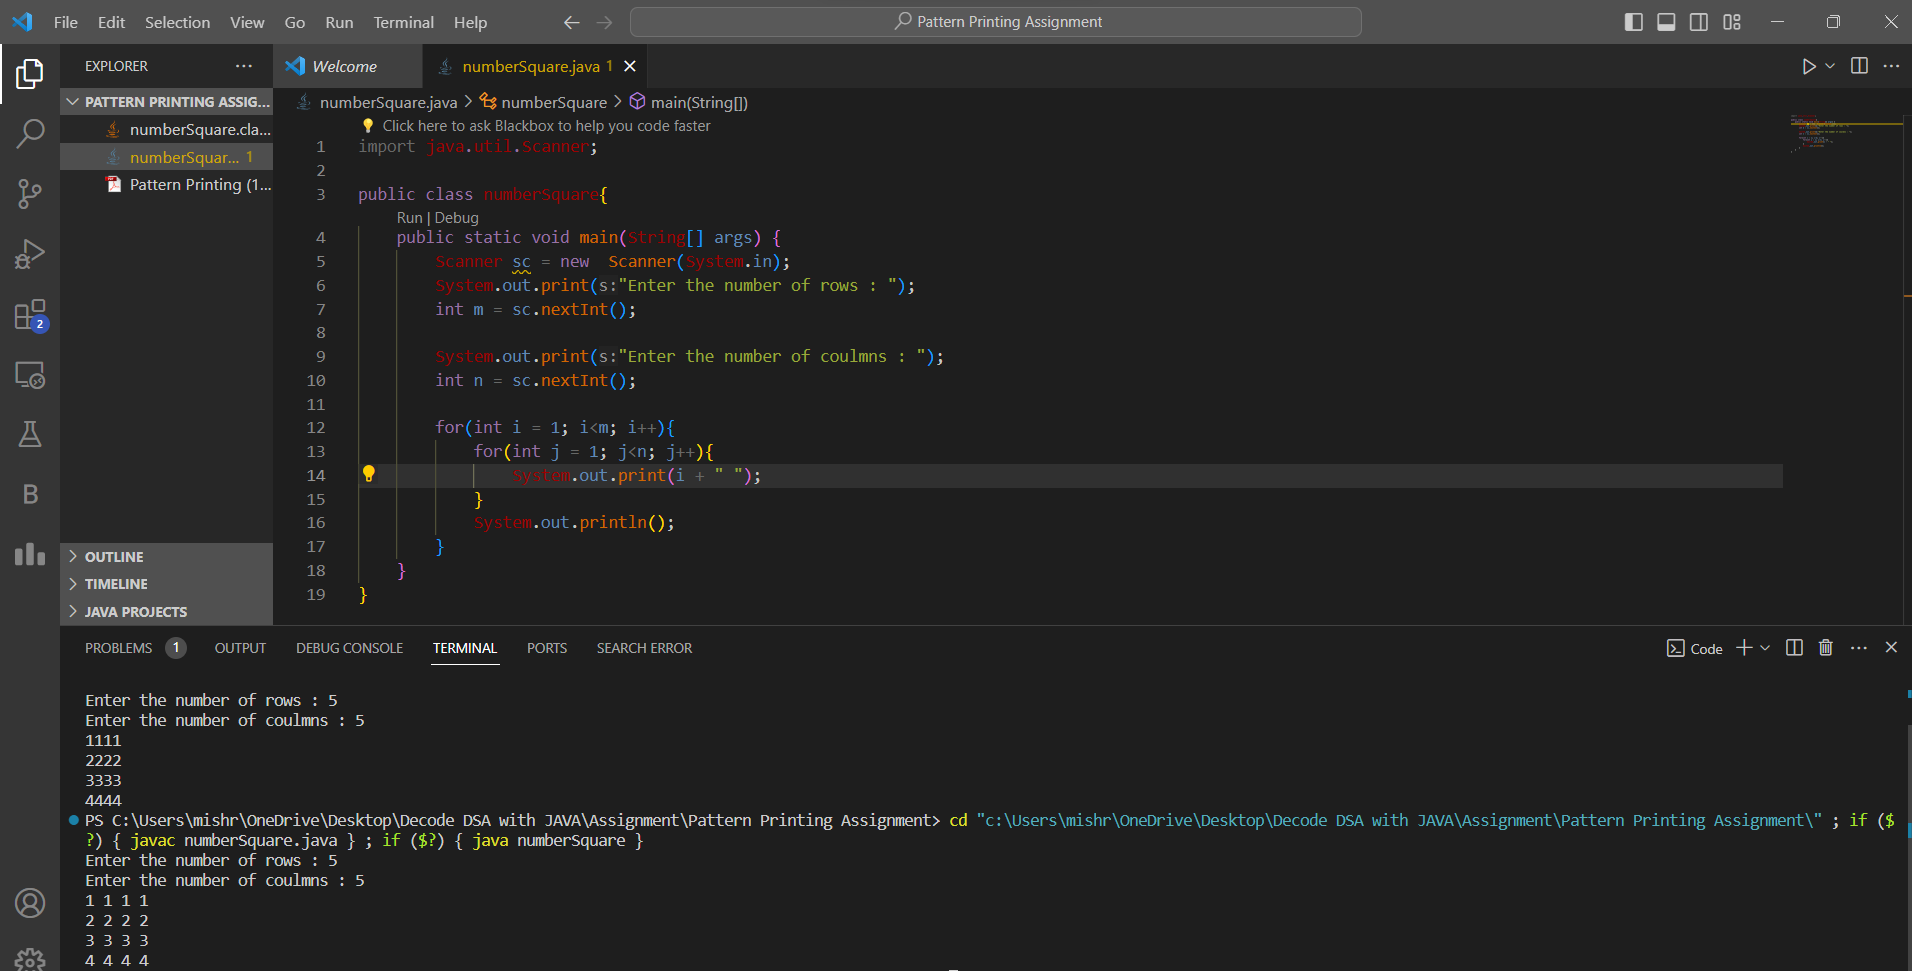 File Edit Selection View Go Run Terminal Help
Pattern Printing Assignment
EXPLORER
PATTERN PRINTING ASSIG...
numberSquare.cla...
numberSquar... 1
Pattern Printing (1...
OUTLINE
TIMELINE
JAVA PROJECTS
2
B
Welcome
numberSquare.java 1
numberSquare.java > numberSquare > main(String[])
Click here to ask Blackbox to help you code faster
1 import java.util.Scanner;
2
3 public class numberSquare{
Run | Debug
4 public static void main(String[] args) {
5 Scanner sc = new  Scanner(System.in);
6 System.out.print(s:"Enter the number of rows : ");
7 int m = sc.nextInt();
8
9 System.out.print(s:"Enter the number of coulmns : ");
10 int n = sc.nextInt();
11
12 for(int i = 1; i<m; i++){
13 for(int j = 1; j<n; j++){
14 System.out.print(i + " ");
15 }
16 System.out.println();
17 }
18 }
19 }
PROBLEMS 1 OUTPUT DEBUG CONSOLE TERMINAL PORTS SEARCH ERROR
Code
Enter the number of rows : 5
Enter the number of coulmns : 5
1111
2222
3333
4444
PS C:\Users\mishr\OneDrive\Desktop\Decode DSA with JAVA\Assignment\Pattern Printing Assignment> cd "c:\Users\mishr\OneDrive\Desktop\Decode DSA with JAVA\Assignment\Pattern Printing Assignment\" ; if ($
?) { javac numberSquare.java } ; if ($?) { java numberSquare }
Enter the number of rows : 5
Enter the number of coulmns : 5
1 1 1 1
2 2 2 2
3 3 3 3
4 4 4 4